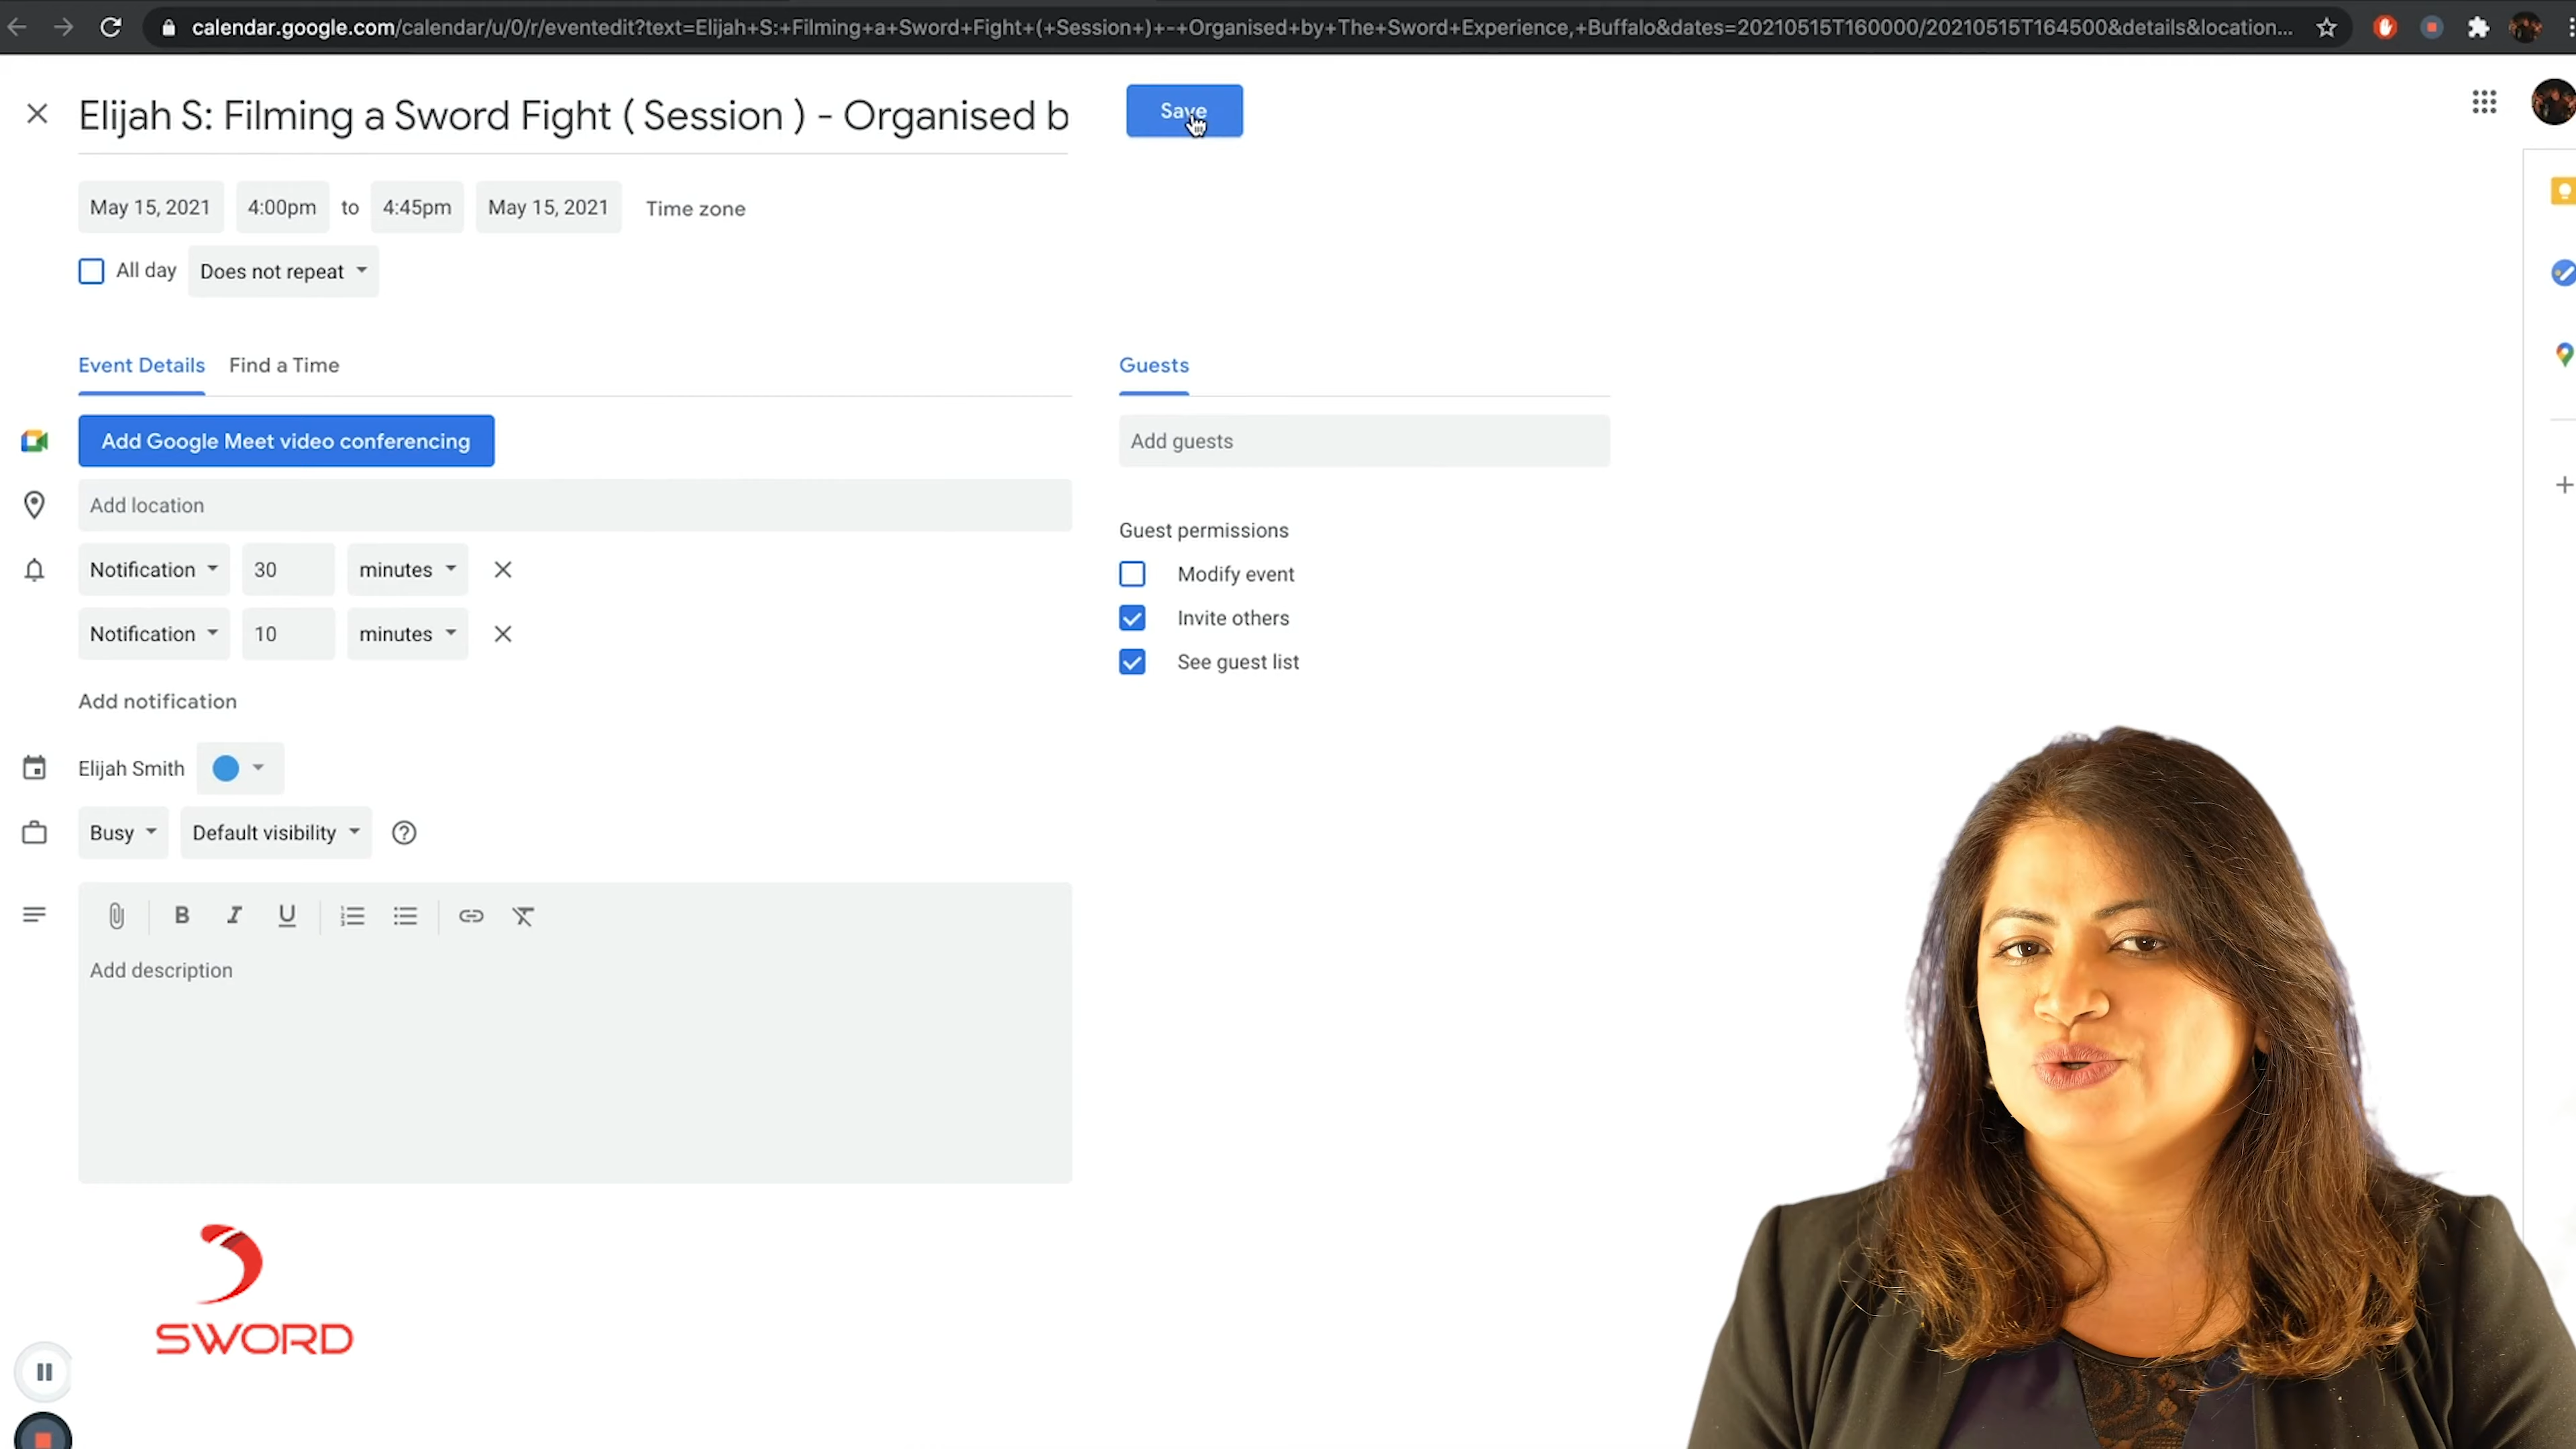 calendar.google.com/calendar/u/0/r/eventedit?text=Elijah+S:+Filming+a+Sword+Fight+(+Session+)+-+Organised+by+The+Sword+Experience,+Buffalo&dates=20210515T160000/20210515T164500&details&location...
Elijah S: Filming a Sword Fight ( Session ) - Organised b
Save
May 15, 2021 4:00pm to 4:45pm May 15, 2021 Time zone
All day Does not repeat
Event Details Find a Time
Guests
Add Google Meet video conferencing
Add guests
Add location
Guest permissions
Notification 30 minutes
Modify event
Invite others
Notification 10 minutes
See guest list
Add notification
Elijah Smith
Busy Default visibility
B I U
Add description
SWORD